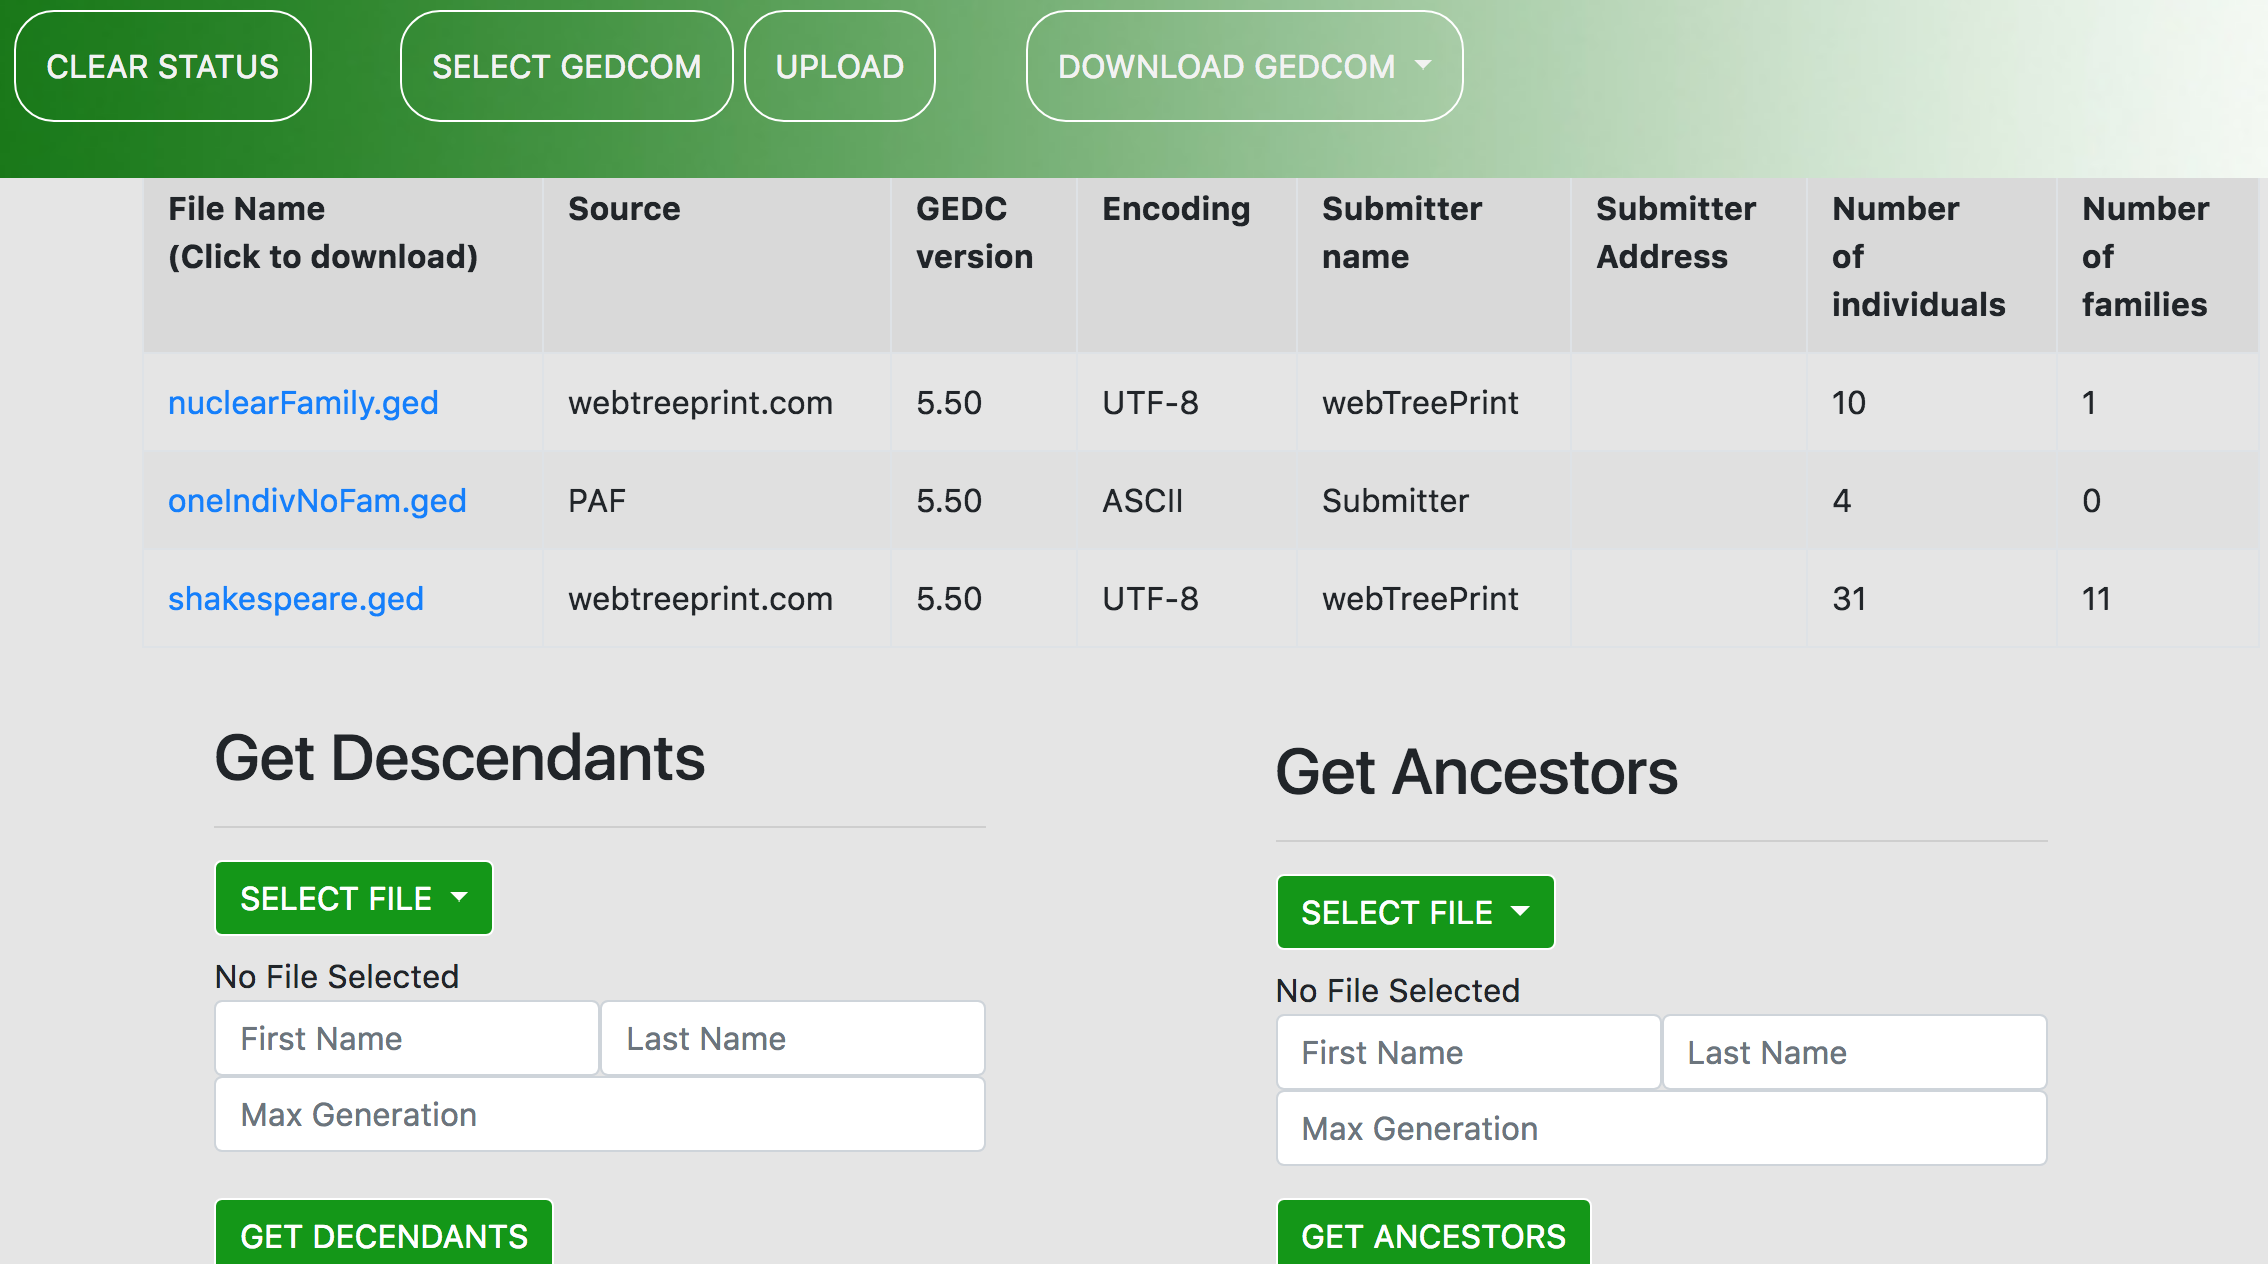 CLEAR STATUS SELECT GEDCOM UPLOAD DOWNLOAD GEDCOM
File Name Source GEDC Encoding Submitter Submitter Number Number
(Click to download) version name Address of of
individuals families
nuclearFamily.ged webtreeprint.com 5.50 UTF-8 webTreePrint 10 1
oneIndivNoFam.ged PAF 5.50 ASCII Submitter 4 0
shakespeare.ged webtreeprint.com 5.50 UTF-8 webTreePrint 31 11
Get Descendants
SELECT FILE
No File Selected
First Name Last Name
Max Generation
GET DECENDANTS
Get Ancestors
SELECT FILE
No File Selected
First Name Last Name
Max Generation
GET ANCESTORS